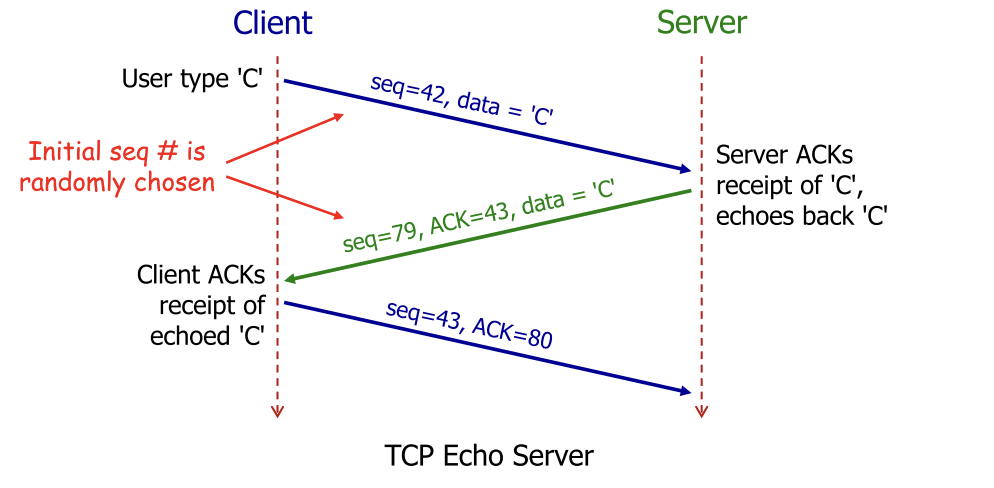 Client
Server
User type 'C'
seq=42, data = 'C'
Initial seq # is
randomly chosen
Server ACKs
receipt of 'C',
echoes back 'C'
seq=79, ACK=43, data = 'C'
Client ACKs
receipt of
echoed 'C'
seq=43, ACK=80
TCP Echo Server